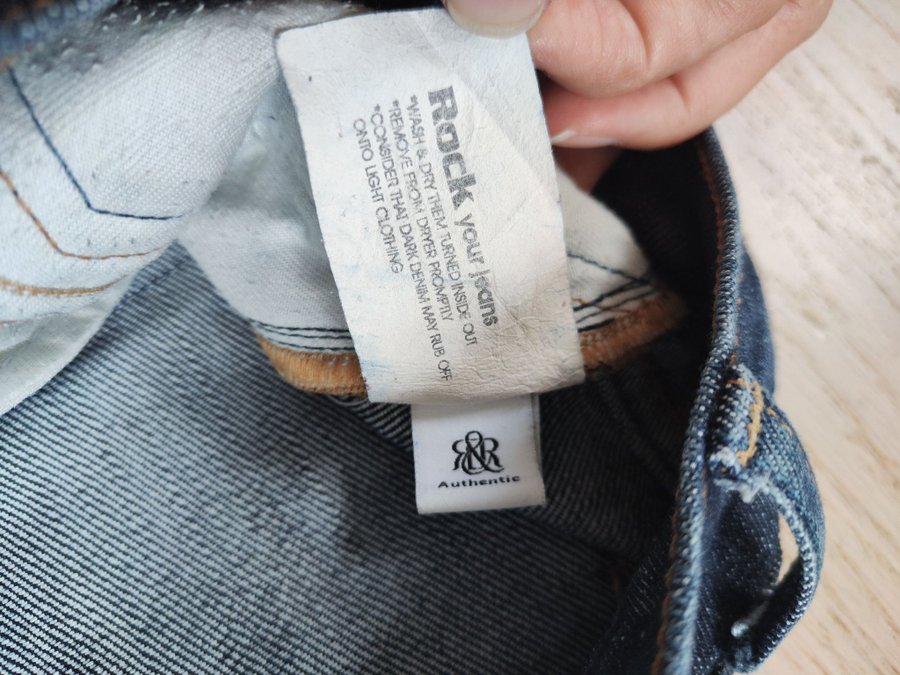 Rock your jeans
*WASH & DRY THEM TURNED INSIDE OUT
*REMOVE FROM DRYER PROMPTLY
*CONSIDER THAT DARK DENIM MAY RUB OFF
ONTO LIGHT CLOTHING
R&R
Authentic